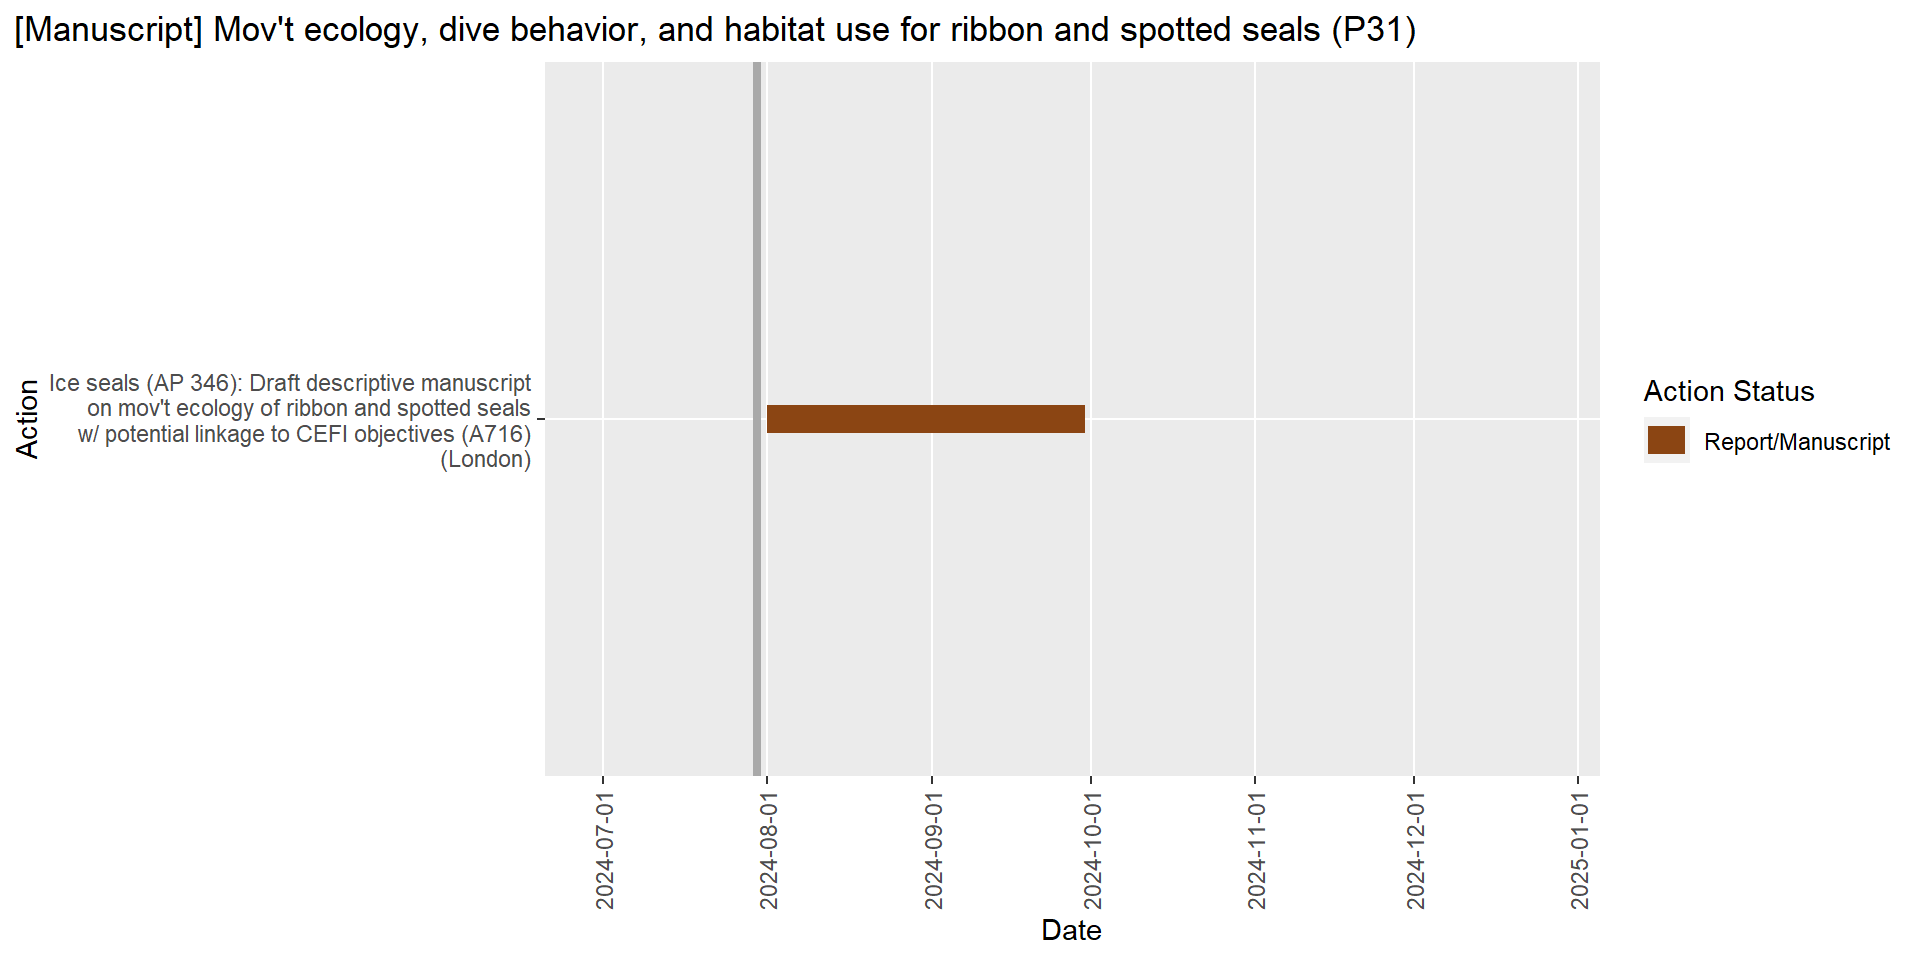 [Manuscript] Mov't ecology, dive behavior, and habitat use for ribbon and spotted seals (P31)
Action
Ice seals (AP 346): Draft descriptive manuscript
on mov't ecology of ribbon and spotted seals
w/ potential linkage to CEFI objectives (A716)
(London)
Action Status
Report/Manuscript
2024-07-01
2024-08-01
2024-09-01
2024-10-01
2024-11-01
2024-12-01
2025-01-01
Date